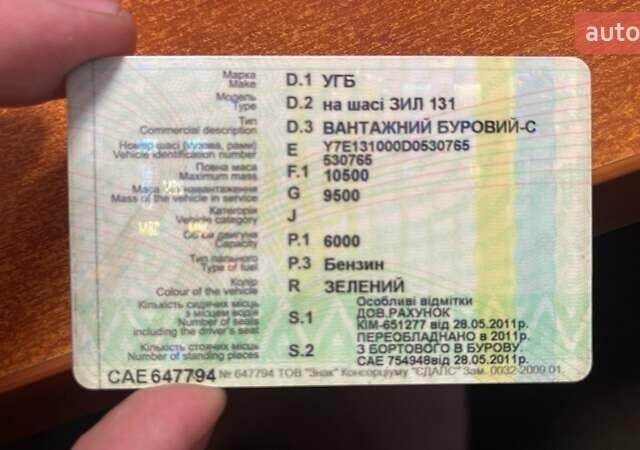 auto
Марка D.1 УГБ
Make
Модель D.2 на шасі ЗИЛ 131
Type
Тип D.3 ВАНТАЖНИЙ БУРОВИЙ-С
Commercial description
Номер шасі (кузова, рами) E Y7E131000D0530765
Vehicle identification number 530765
Повна маса F.1 10500
Maximum mass
Маса без навантаження G 9500
Mass of the vehicle in service
Категорія J
Vehicle category
Об'єм двигуна P.1 6000
Capacity
Тип пального P.3 Бензин
Type of fuel
Колір R ЗЕЛЕНИЙ
Colour of the vehicle
Кількість сидячих місць S.1 Особливі відмітки
з місцем водія ДОВ.РАХУНОК
Number of seats КІМ-651277 від 28.05.2011р.
including the driver's seat ПЕРЕОБЛАДНАНО в 2011р.
Кількість стоячих місць S.2 З БОРТОВОГО В БУРОВУ.
Number of standing places САЕ 754948від 28.05.2011р.
САЕ 647794 № 647794 ТОВ "Знак" Консорціуму "ЄДАПС" Зам. 0032-2009 01.